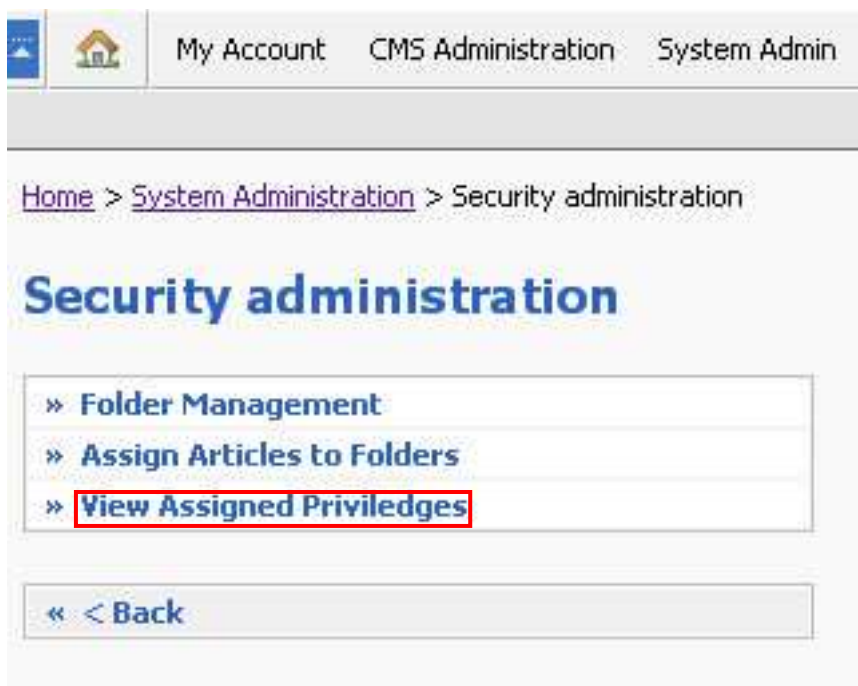 My Account CMS Administration System Admin
Home > System Administration > Security administration
Security administration
» Folder Management
» Assign Articles to Folders
» View Assigned Priviledges
« < Back